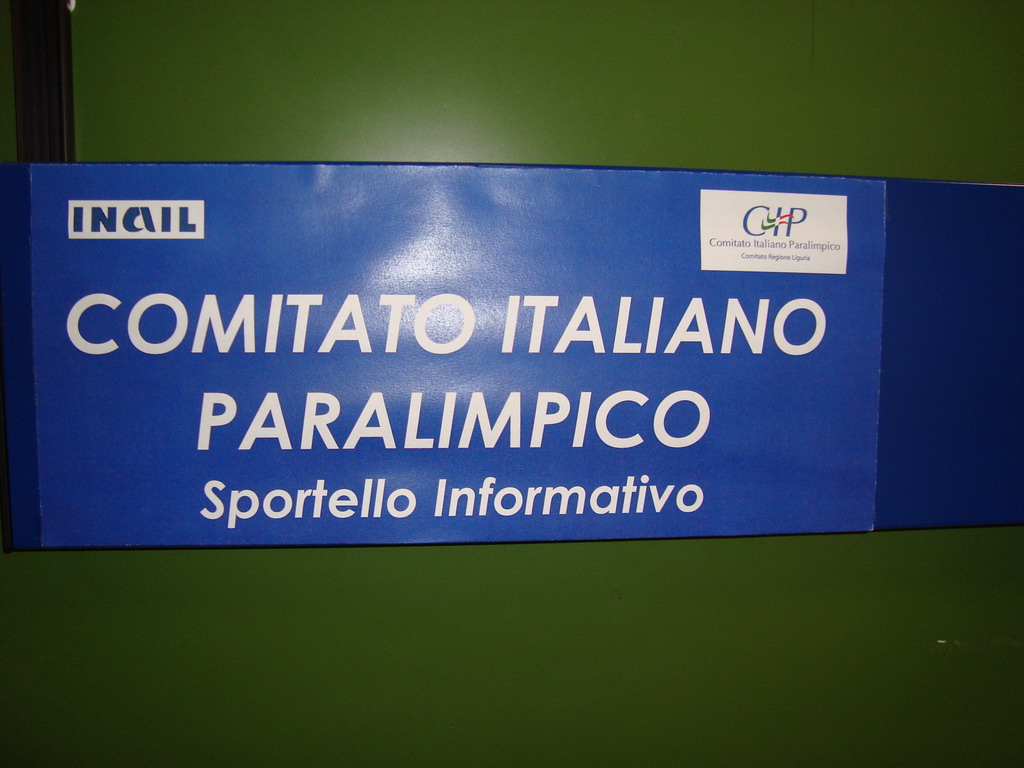 INAIL
CIP
Comitato Italiano Paralimpico
Comitato Regione Liguria
COMITATO ITALIANO
PARALIMPICO
Sportello Informativo